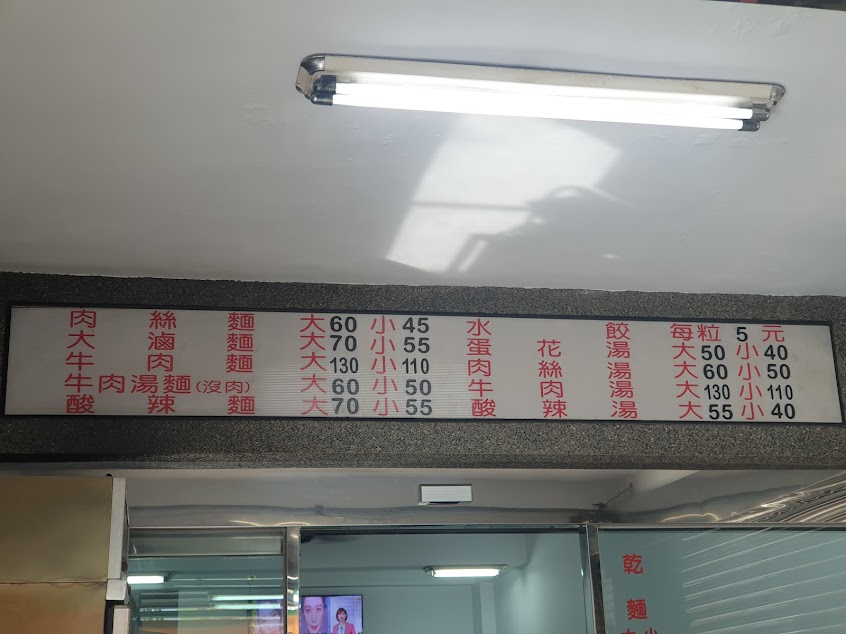 肉絲麵 大60 小45
大滷麵 大70 小55
牛肉麵 大130 小110
牛肉湯麵(沒肉) 大60 小50
酸辣麵 大70 小55
水餃 每粒5元
蛋花湯 大50 小40
肉絲湯 大60 小50
牛肉湯 大130 小110
酸辣湯 大55 小40
乾麵
大小